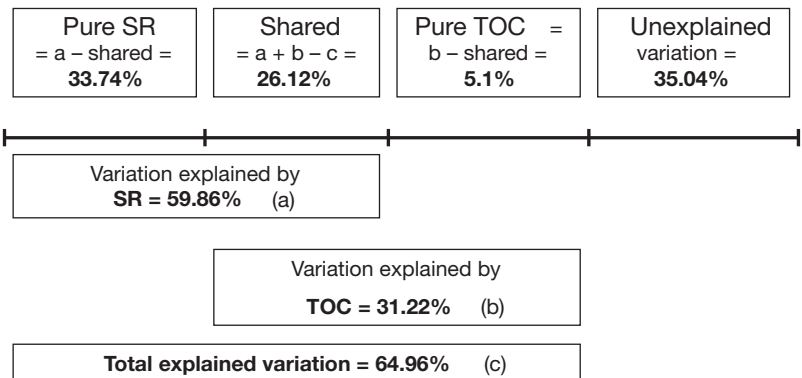 Pure SR
= a – shared =
33.74%
Shared
= a + b – c =
26.12%
Pure TOC =
b – shared =
5.1%
Unexplained
variation =
35.04%
Variation explained by
SR = 59.86% (a)
Variation explained by
TOC = 31.22% (b)
Total explained variation = 64.96% (c)